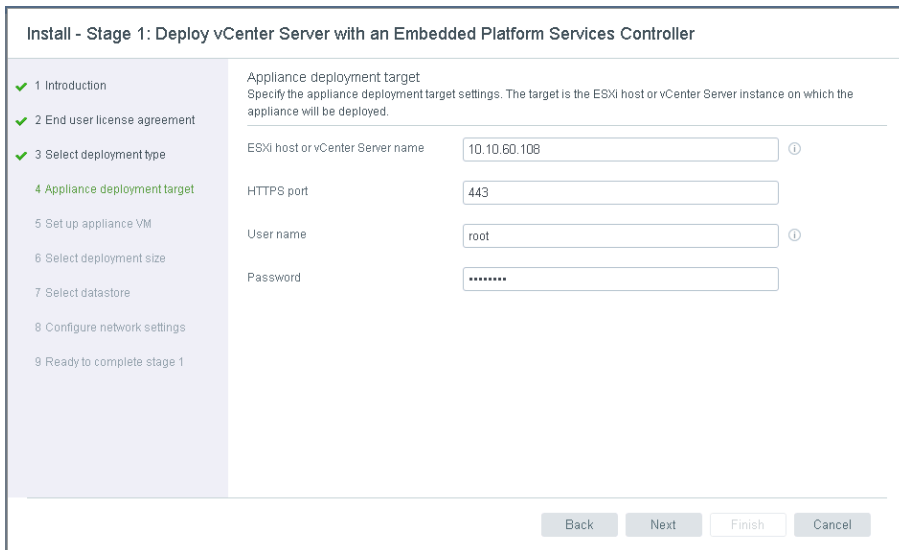 Install - Stage 1: Deploy vCenter Server with an Embedded Platform Services Controller
1 Introduction
2 End user license agreement
3 Select deployment type
4 Appliance deployment target
5 Set up appliance VM
6 Select deployment size
7 Select datastore
8 Configure network settings
9 Ready to complete stage 1
Appliance deployment target
Specify the appliance deployment target settings. The target is the ESXi host or vCenter Server instance on which the
appliance will be deployed.
ESXi host or vCenter Server name
10.10.60.108
HTTPS port
443
User name
root
Password
••••••••
Back
Next
Finish
Cancel